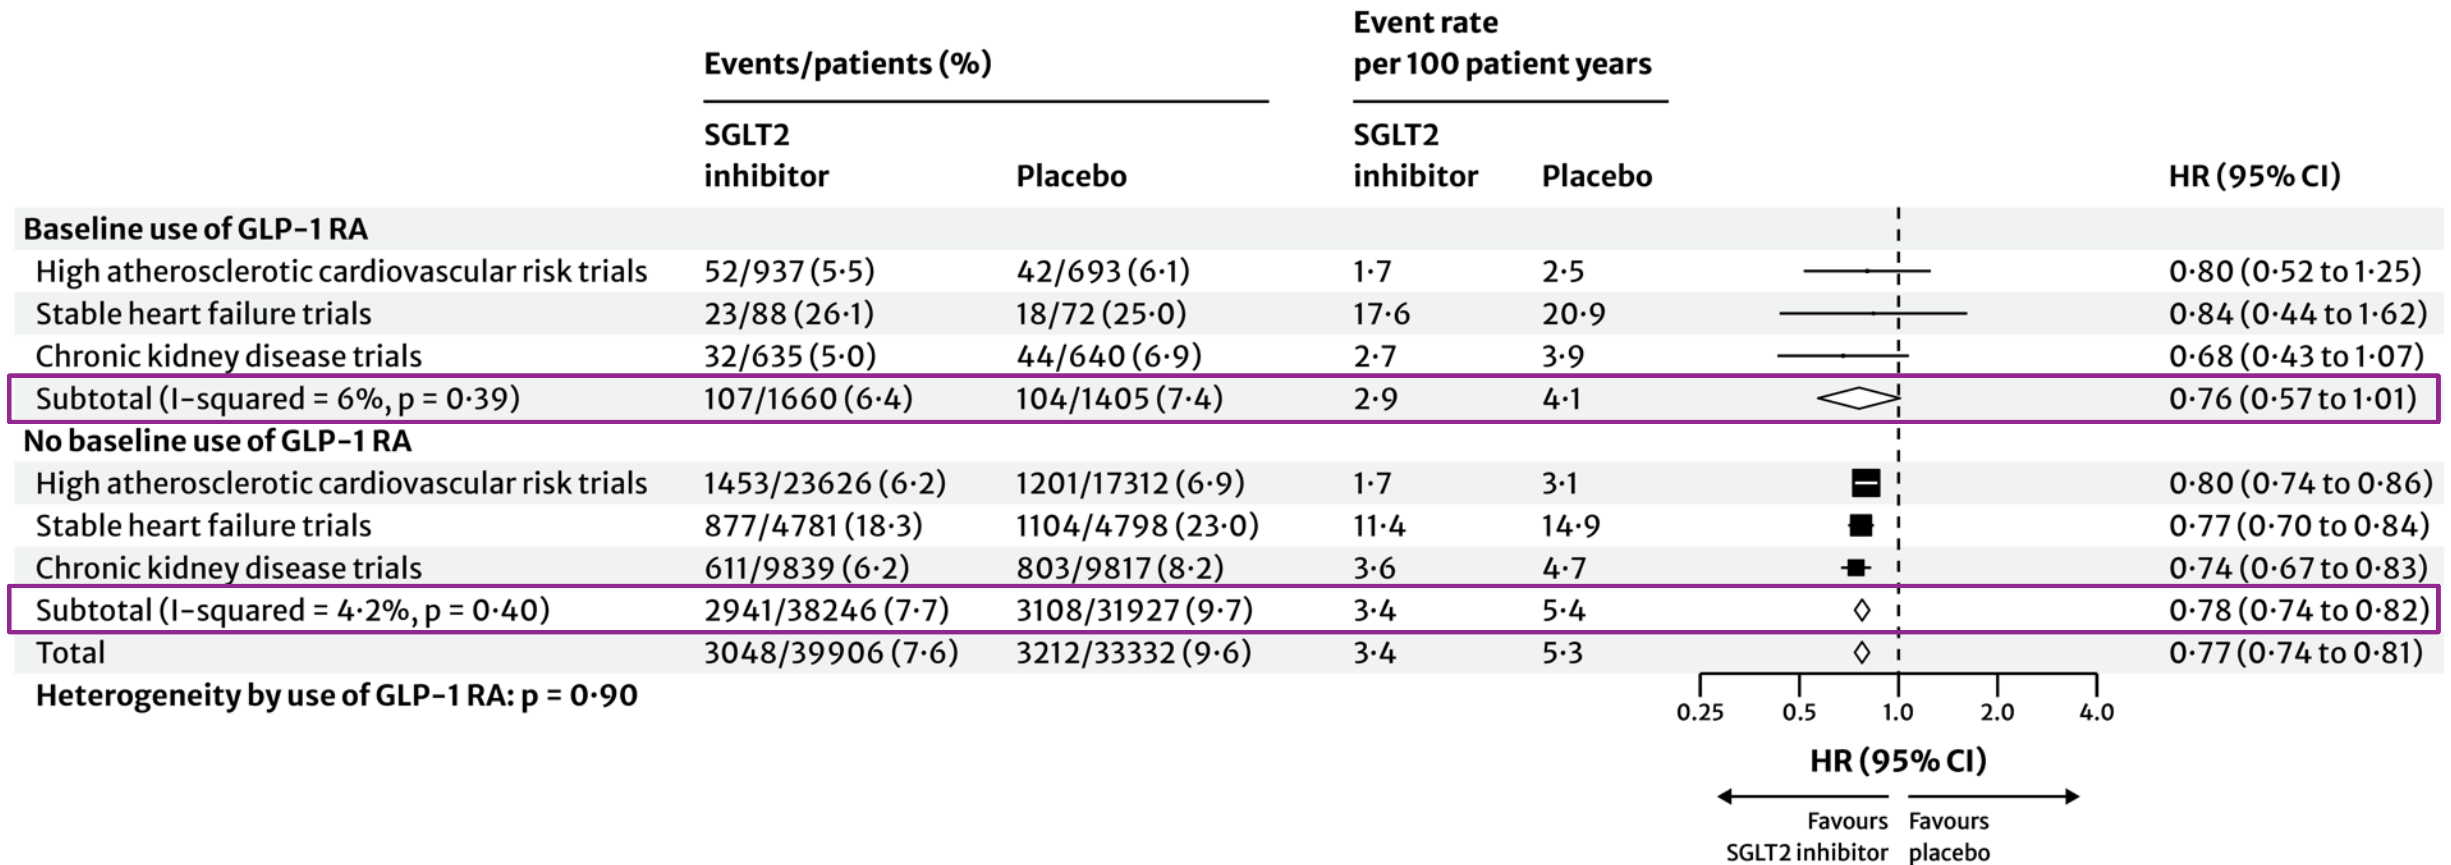 Event rate
Events/patients (%) per 100 patient years
SGLT2 inhibitor Placebo SGLT2 inhibitor Placebo HR (95% CI)
Baseline use of GLP-1 RA
High atherosclerotic cardiovascular risk trials 52/937 (5·5) 42/693 (6·1) 1·7 2·5 0·80 (0·52 to 1·25)
Stable heart failure trials 23/88 (26·1) 18/72 (25·0) 17·6 20·9 0·84 (0·44 to 1·62)
Chronic kidney disease trials 32/635 (5·0) 44/640 (6·9) 2·7 3·9 0·68 (0·43 to 1·07)
Subtotal (I-squared = 6%, p = 0·39) 107/1660 (6·4) 104/1405 (7·4) 2·9 4·1 0·76 (0·57 to 1·01)
No baseline use of GLP-1 RA
High atherosclerotic cardiovascular risk trials 1453/23626 (6·2) 1201/17312 (6·9) 1·7 3·1 0·80 (0·74 to 0·86)
Stable heart failure trials 877/4781 (18·3) 1104/4798 (23·0) 11·4 14·9 0·77 (0·70 to 0·84)
Chronic kidney disease trials 611/9839 (6·2) 803/9817 (8·2) 3·6 4·7 0·74 (0·67 to 0·83)
Subtotal (I-squared = 4·2%, p = 0·40) 2941/38246 (7·7) 3108/31927 (9·7) 3·4 5·4 0·78 (0·74 to 0·82)
Total 3048/39906 (7·6) 3212/33332 (9·6) 3·4 5·3 0·77 (0·74 to 0·81)
Heterogeneity by use of GLP-1 RA: p = 0·90
0.25 0.5 1.0 2.0 4.0
HR (95% CI)
Favours Favours
SGLT2 inhibitor placebo